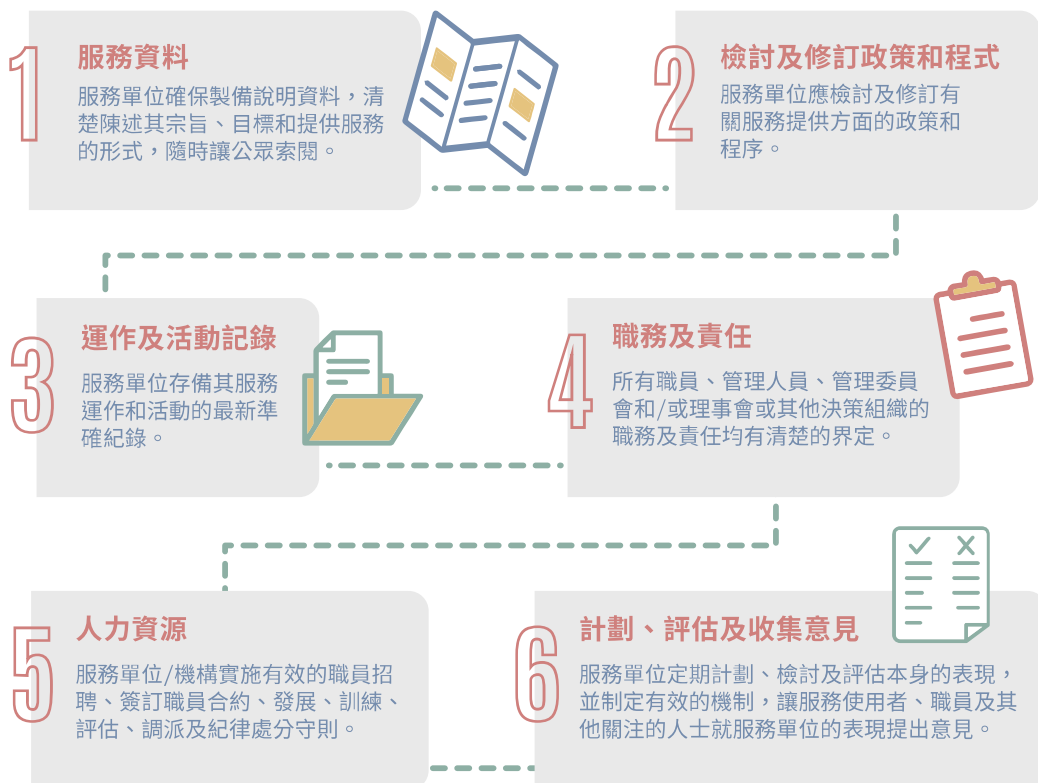 1
服務資料
服務單位確保製備說明資料，清
楚陳述其宗旨、目標和提供服務
的形式，隨時讓公眾索閱。
2
檢討及修訂政策和程式
服務單位應檢討及修訂有
關服務提供方面的政策和
程序。
3
運作及活動記錄
服務單位存備其服務
運作和活動的最新準
確紀錄。
4
職務及責任
所有職員、管理人員、管理委員
會和/或理事會或其他決策組織的
職務及責任均有清楚的界定。
5
人力資源
服務單位/機構實施有效的職員招
聘、簽訂職員合約、發展、訓練、
評估、調派及紀律處分守則。
6
計劃、評估及收集意見
服務單位定期計劃、檢討及評估本身的表現，
並制定有效的機制，讓服務使用者、職員及其
他關注的人士就服務單位的表現提出意見。